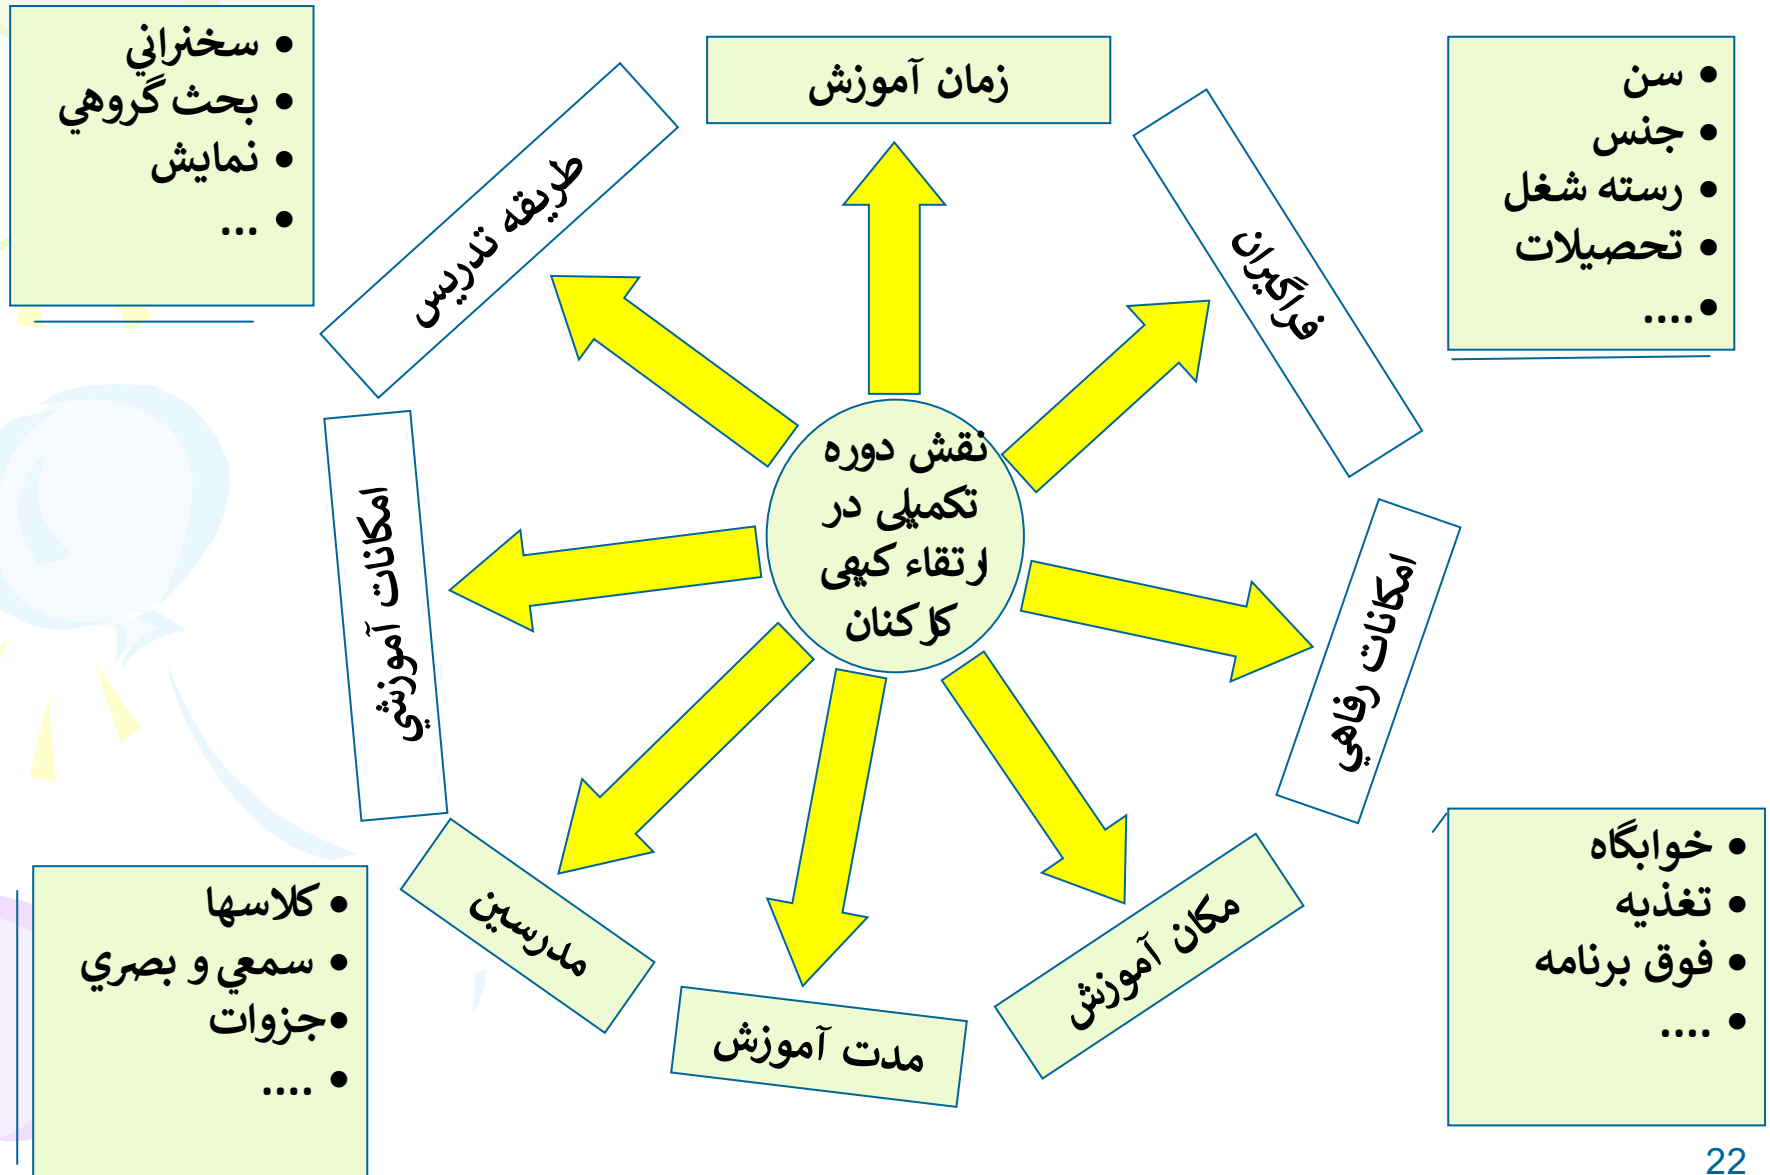 زمان آموزش
• سن
• جنس
• رسته شغل
• تحصيلات
•....
فراگيران
• سخنراني
• بحث گروهي
• نمايش
• ...
طريقه تدريس
نقش دوره
تکمیلی در
ارتقاء کیفی
کارکنان
امکانات آموزشي
امکانات رفاهي
• خوابگاه
• تغذيه
• فوق برنامه
• ....
مکان آموزش
مدت آموزش
مدرسين
• کلاسها
• سمعي و بصري
•جزوات
• ....
22